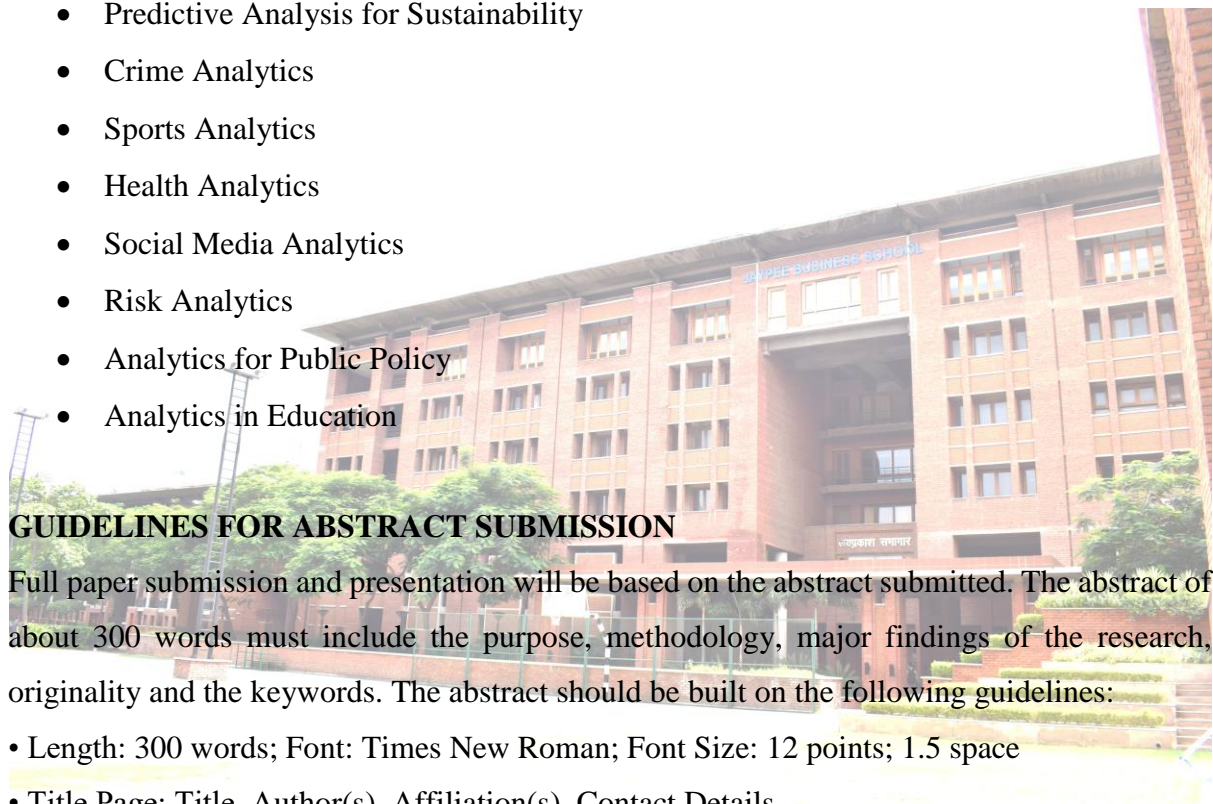 • Predictive Analysis for Sustainability
• Crime Analytics
• Sports Analytics
• Health Analytics
• Social Media Analytics
• Risk Analytics
• Analytics for Public Policy
• Analytics in Education
JAYPEE BUSINESS SCHOOL
GUIDELINES FOR ABSTRACT SUBMISSION
Full paper submission and presentation will be based on the abstract submitted. The abstract of
about 300 words must include the purpose, methodology, major findings of the research,
originality and the keywords. The abstract should be built on the following guidelines:
• Length: 300 words; Font: Times New Roman; Font Size: 12 points; 1.5 space
• Title Page: Title, Author(s), Affiliation(s), Contact Details